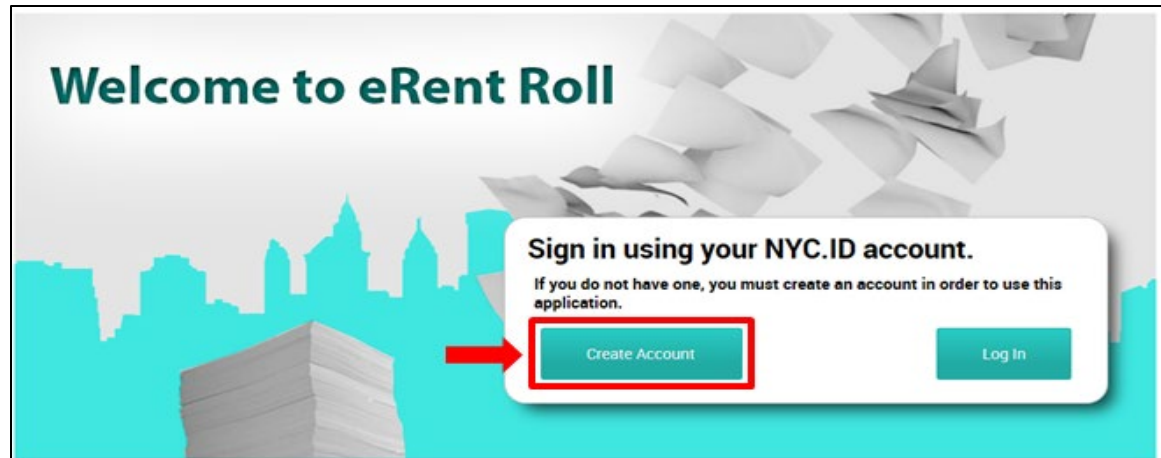 Welcome to eRent Roll
Sign in using your NYC.ID account.
If you do not have one, you must create an account in order to use this
application.
Create Account
Log In